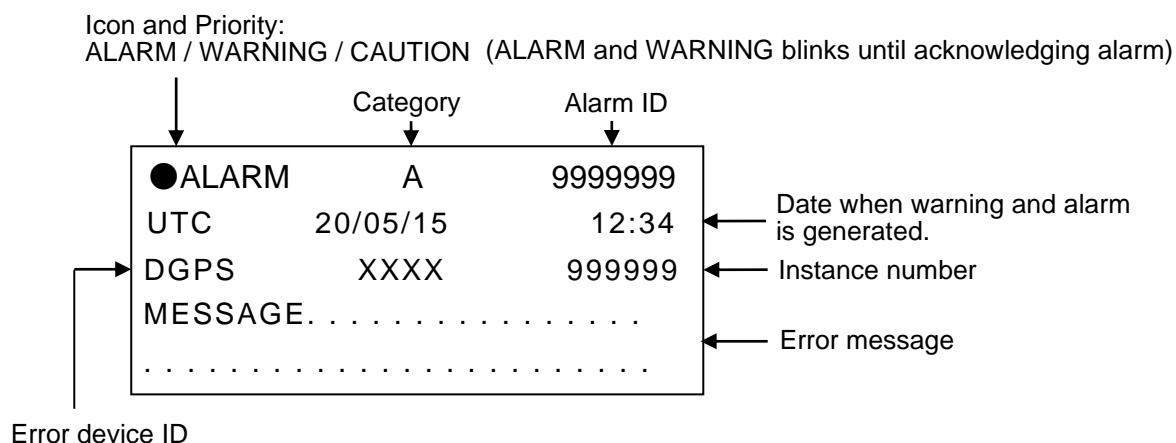 Icon and Priority:
ALARM / WARNING / CAUTION (ALARM and WARNING blinks until acknowledging alarm)
Category Alarm ID
●ALARM A 9999999
UTC 20/05/15 12:34
Date when warning and alarm
is generated.
DGPS XXXX 999999
Instance number
MESSAGE. . . . . . . . . . . . . . . . .
Error message
. . . . . . . . . . . . . . . . . . . . . . . . .
Error device ID